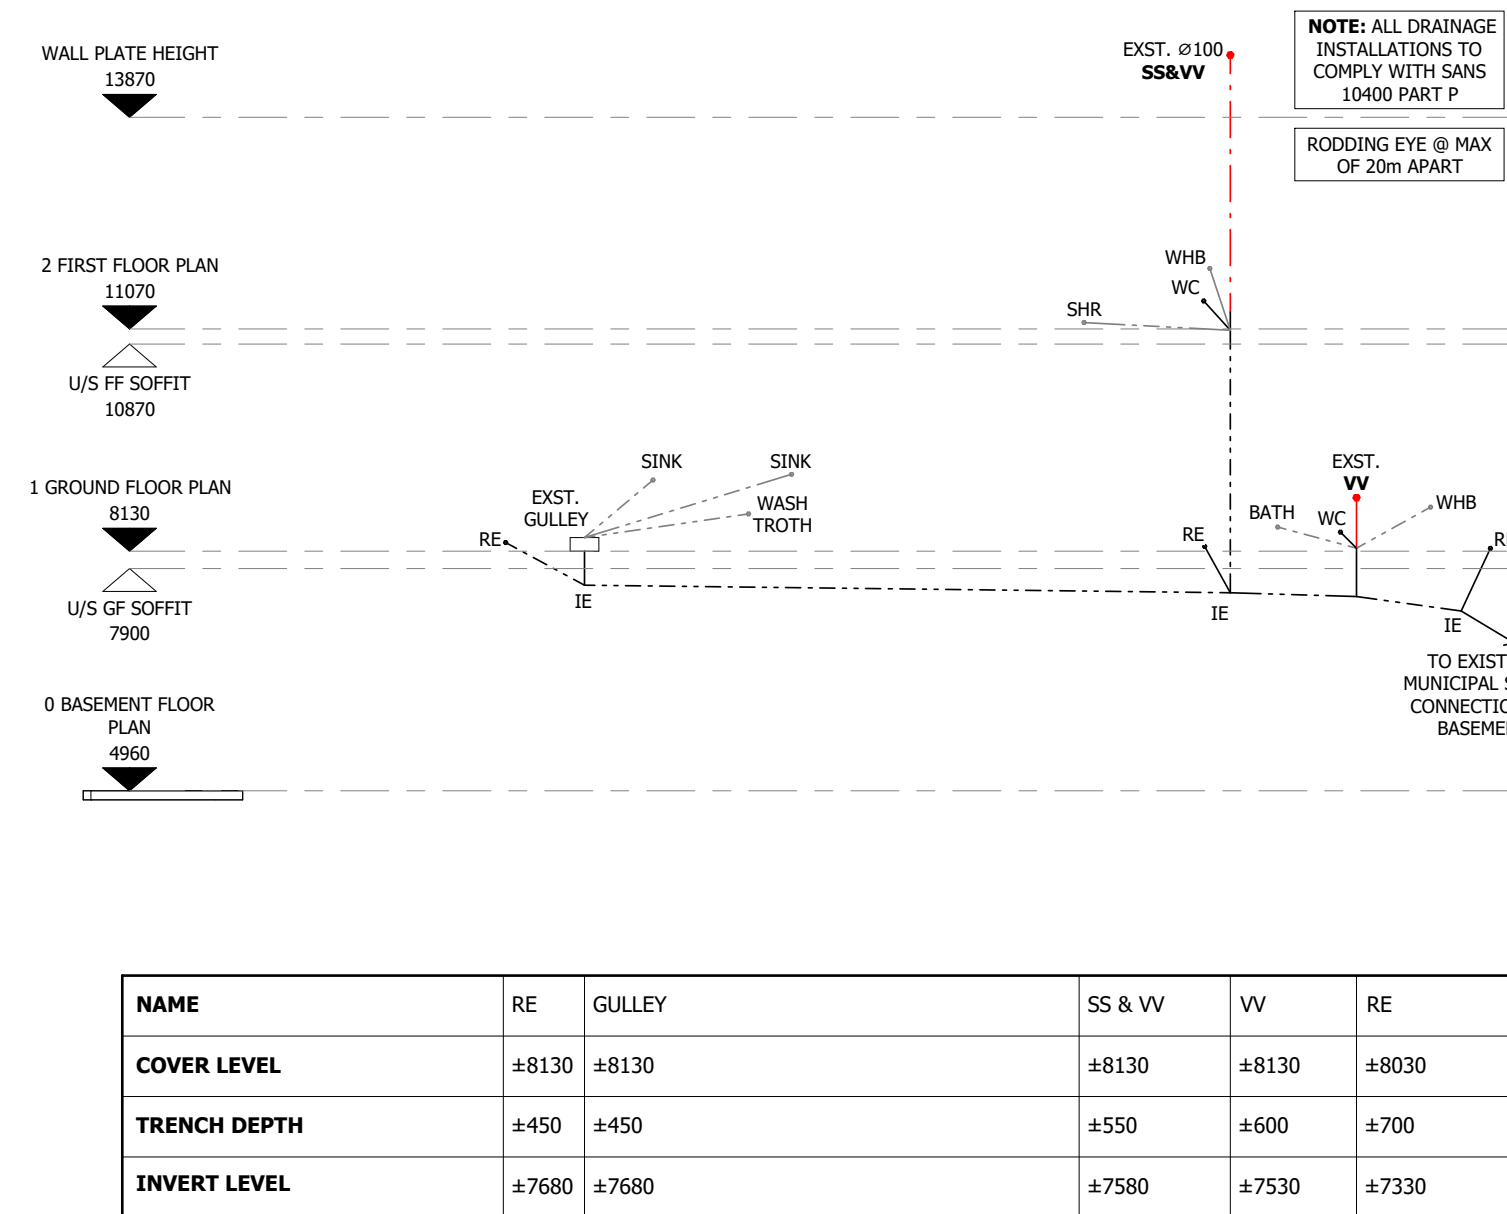 WALL PLATE HEIGHT
13870
EXST. Ø100
SS&VV
NOTE: ALL DRAINAGE
INSTALLATIONS TO
COMPLY WITH SANS
10400 PART P
RODDING EYE @ MAX
OF 20m APART
2 FIRST FLOOR PLAN
11070
WHB
WC
SHR
U/S FF SOFFIT
10870
1 GROUND FLOOR PLAN
8130
RE
EXST.
GULLEY
SINK
SINK
WASH
TROTH
IE
RE
IE
BATH
WC
EXST.
VV
WHB
IE
U/S GF SOFFIT
7900
TO EXIST
MUNICIPAL
CONNECTIO
BASEME
0 BASEMENT FLOOR
PLAN
4960
NAME RE GULLEY SS & VV VV RE
COVER LEVEL ±8130 ±8130 ±8130 ±8130 ±8030
TRENCH DEPTH ±450 ±450 ±550 ±600 ±700
INVERT LEVEL ±7680 ±7680 ±7580 ±7530 ±7330